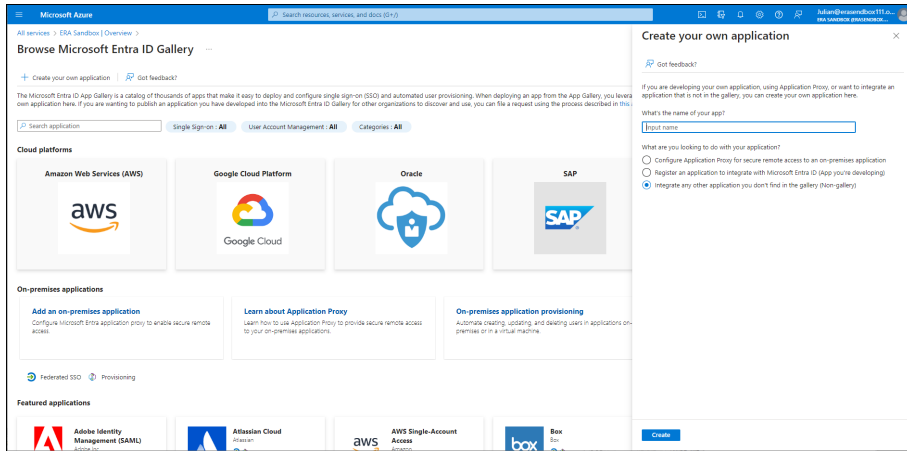 Microsoft Azure
Search resources, services, and docs (G+/)
Julian@erasendbox111.o...
ERA SANDBOX (ERASENDBOX....
All services > ERA Sandbox | Overview >
Browse Microsoft Entra ID Gallery ...
+ Create your own application
Got feedback?
The Microsoft Entra ID App Gallery is a catalog of thousands of apps that make it easy to deploy and configure single sign-on (SSO) and automated user provisioning. When deploying an app from the App Gallery, you levera
own application here. If you are wanting to publish an application you have developed into the Microsoft Entra ID Gallery for other organizations to discover and use, you can file a request using the process described in this
Search application
Single Sign-on : All
User Account Management : All
Categories : All
Cloud platforms
Amazon Web Services (AWS)
Google Cloud Platform
Oracle
SAP
aws
Google Cloud
SAP
On-premises applications
Add an on-premises application
Configure Microsoft Entra application proxy to enable secure remote
access.
Learn about Application Proxy
Learn how to use Application Proxy to provide secure remote access
to your on-premises applications.
On-premises application provisioning
Automate creating, updating, and deleting users in applications on-
premises or in a virtual machine.
Federated SSO
Provisioning
Featured applications
Adobe Identity
Management (SAML)
Adobe Inc.
Atlassian Cloud
Atlassian
aws
AWS Single-Account
Access
Amazon
box
Box
Box
Create your own application
Got feedback?
If you are developing your own application, using Application Proxy, or want to integrate an
application that is not in the gallery, you can create your own application here.
What's the name of your app?
Input name
What are you looking to do with your application?
Configure Application Proxy for secure remote access to an on-premises application
Register an application to integrate with Microsoft Entra ID (App you're developing)
Integrate any other application you don't find in the gallery (Non-gallery)
Create